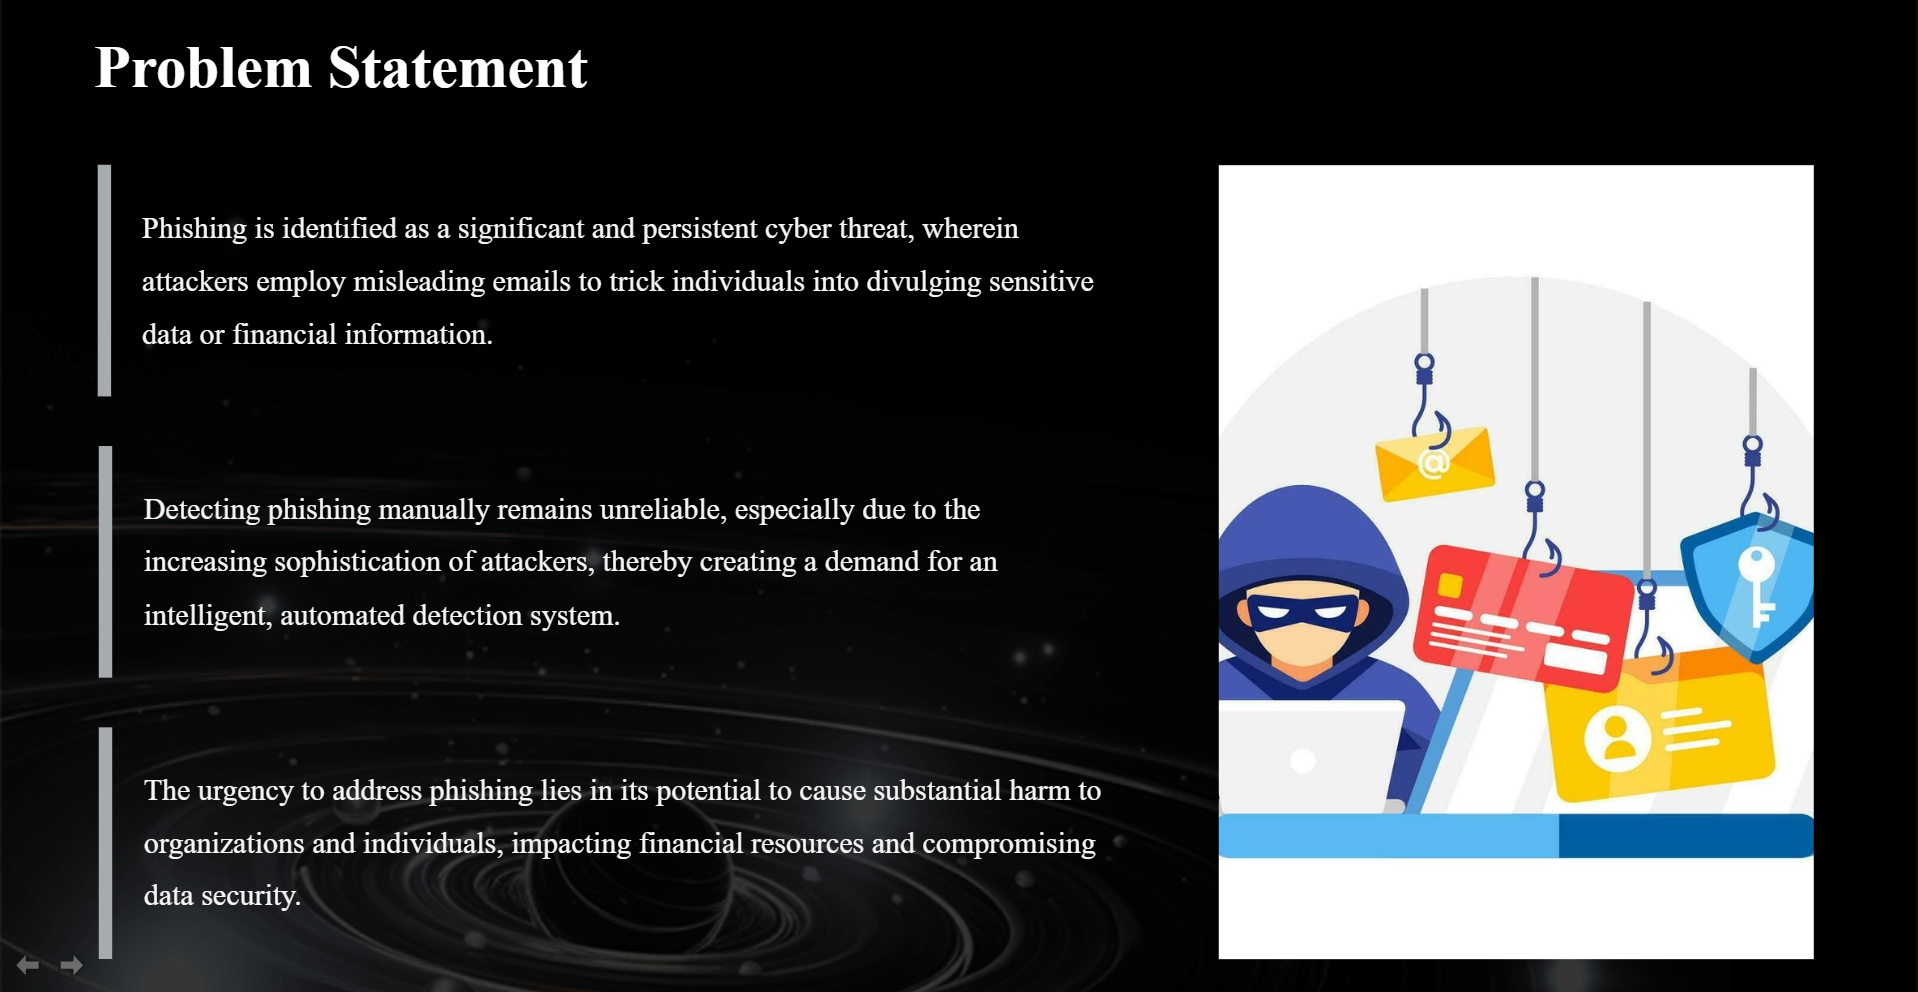 Problem Statement
Phishing is identified as a significant and persistent cyber threat, wherein
attackers employ misleading emails to trick individuals into divulging sensitive
data or financial information.
@
Detecting phishing manually remains unreliable, especially due to the
increasing sophistication of attackers, thereby creating a demand for an
intelligent, automated detection system.
The urgency to address phishing lies in its potential to cause substantial harm to
organizations and individuals, impacting financial resources and compromising
data security.